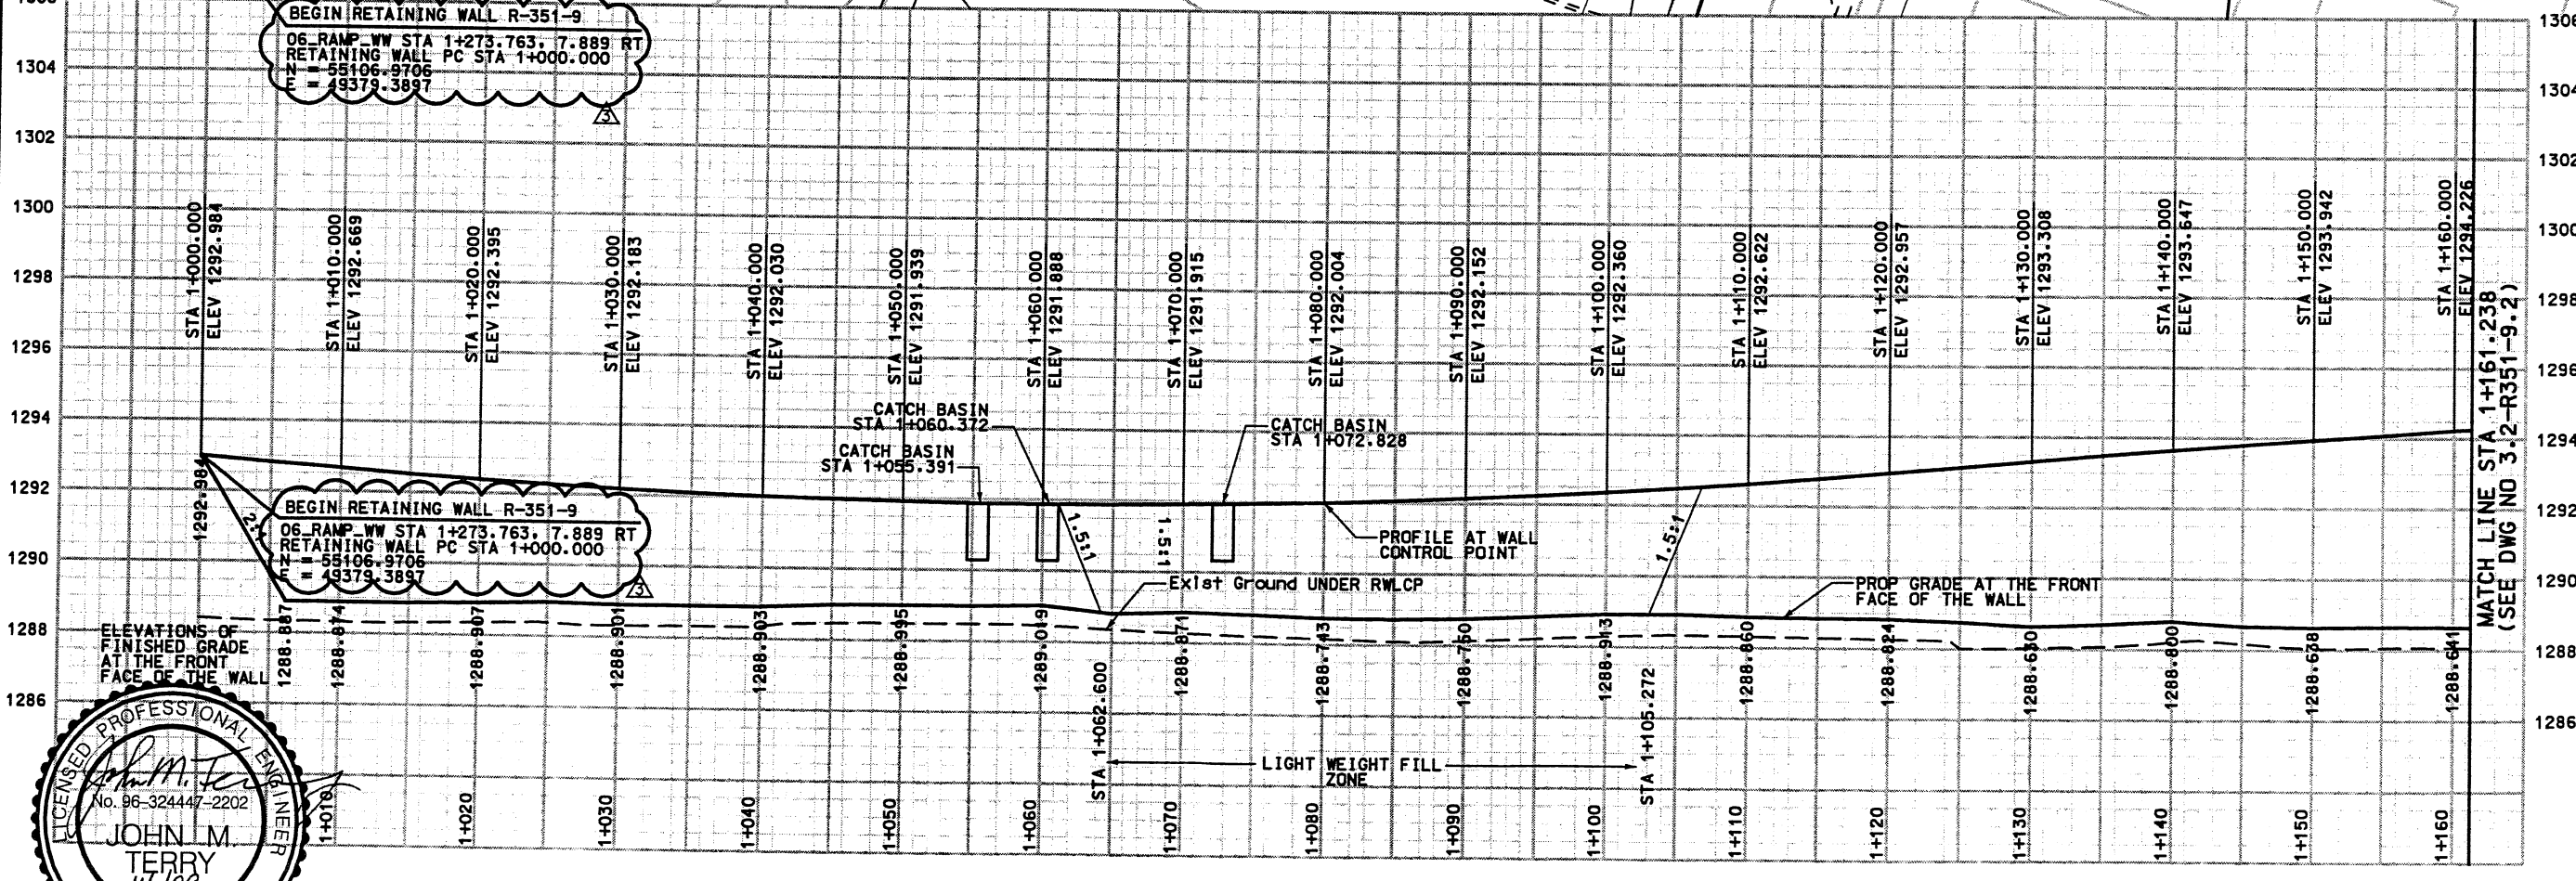 BEGIN RETAINING WALL R-351-9
06_RAMP_WW STA 1+273.763, 7.889 RT
RETAINING WALL PC STA 1+000.000
N = 55106.9706
E = 49379.3897
3
1306
1304
1302
1300
1298
1296
1294
1292
1290
1288
1286
1304
1302
1300
1298
1296
1294
1292
1290
1288
1286
STA 1+000.000
ELEV 1292.984
STA 1+010.000
ELEV 1292.669
STA 1+020.000
ELEV 1292.395
STA 1+030.000
ELEV 1292.183
STA 1+040.000
ELEV 1292.030
STA 1+050.000
ELEV 1291.939
STA 1+060.000
ELEV 1291.888
STA 1+070.000
ELEV 1291.915
STA 1+080.000
ELEV 1292.004
STA 1+090.000
ELEV 1292.152
STA 1+100.000
ELEV 1292.360
STA 1+110.000
ELEV 1292.622
STA 1+120.000
ELEV 1292.957
STA 1+130.000
ELEV 1293.308
STA 1+140.000
ELEV 1293.647
STA 1+150.000
ELEV 1293.942
STA 1+160.000
ELEV 1294.226
MATCH LINE STA 1+161.238
(SEE DWG NO 3.2-R351-9.2)
CATCH BASIN
STA 1+060.372
CATCH BASIN
STA 1+055.391
CATCH BASIN
STA 1+072.828
1292.984
BEGIN RETAINING WALL R-351-9
06_RAMP_WW STA 1+273.763, 7.889 RT
RETAINING WALL PC STA 1+000.000
N = 55106.9706
E = 49379.3897
3
1.5:1
1.5:1
1.5:1
PROFILE AT WALL
CONTROL POINT
Exist Ground UNDER RWLCP
PROP GRADE AT THE FRONT
FACE OF THE WALL
ELEVATIONS OF
FINISHED GRADE
AT THE FRONT
FACE OF THE WALL
1288.887
1288.874
1288.907
1288.901
1288.903
1288.995
1289.019
1288.871
1288.743
1288.750
1288.913
1288.860
1288.824
1288.630
1288.800
1288.638
1288.641
STA 1+062.600
LIGHT WEIGHT FILL
ZONE
STA 1+105.272
LICENSED PROFESSIONAL ENGINEER
No. 96-324447-2202
JOHN M.
TERRY
1+010
1+020
1+030
1+040
1+050
1+060
1+070
1+080
1+090
1+100
1+110
1+120
1+130
1+140
1+150
1+160